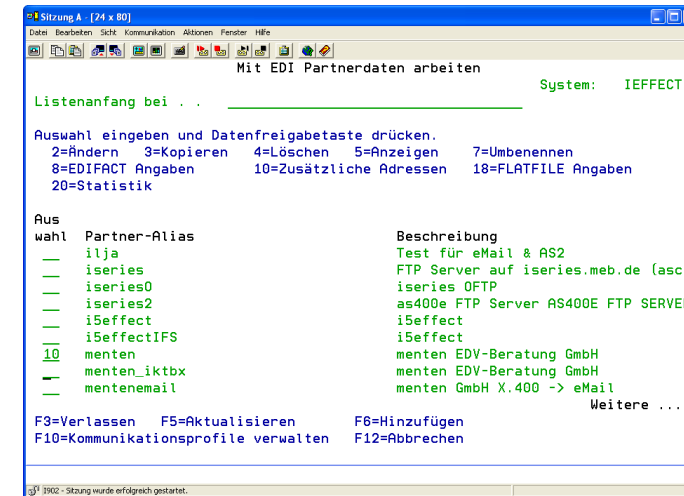 Sitzung A - [24 x 80]
Datei Bearbeiten Sicht Kommunikation Aktionen Fenster Hilfe
Mit EDI Partnerdaten arbeiten
System: IEFFECT
Listenanfang bei . .
Auswahl eingeben und Datenfreigabetaste drücken.
2=Ändern 3=Kopieren 4=Löschen 5=Anzeigen 7=Umbenennen
8=EDIFACT Angaben 10=Zusätzliche Adressen 18=FLATFILE Angaben
20=Statistik
Aus
wahl Partner-Alias Beschreibung
ilja Test für eMail & AS2
iseries FTP Server auf iseries.meb.de (asc
iseriesO iseries OFTP
iseries2 as400e FTP Server AS400E FTP SERVE
i5effect i5effect
i5effectIFS i5effect
10 menten menten EDV-Beratung GmbH
menten_iktbx menten EDV-Beratung GmbH
mentenemail menten GmbH X.400 -> eMail
Weitere ...
F3=Verlassen F5=Aktualisieren F6=Hinzufügen
F10=Kommunikationsprofile verwalten F12=Abbrechen
I902 - Sitzung wurde erfolgreich gestartet.